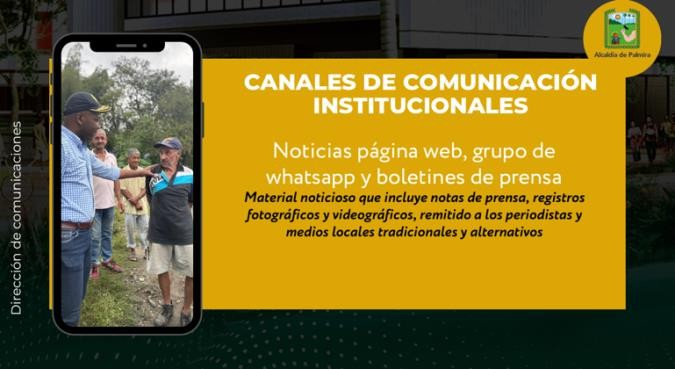 Alcaldía de Palmira
CANALES DE COMUNICACIÓN
INSTITUCIONALES
Noticias página web, grupo de
whatsapp y boletines de prensa
Material noticioso que incluye notas de prensa, registros
fotográficos y videográficos, remitido a los periodistas y
medios locales tradicionales y alternativos
Dirección de comunicaciones